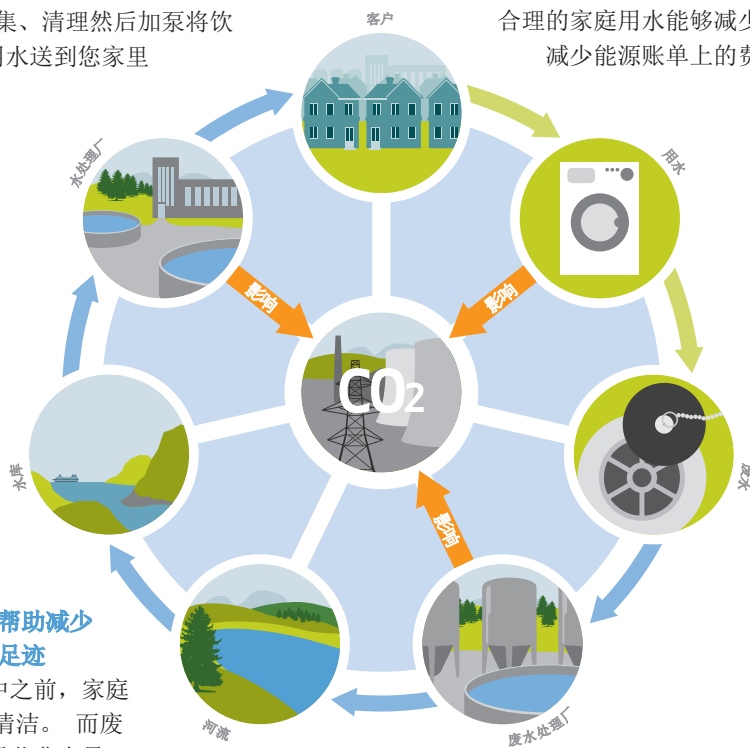 集、清理然后加泵将饮
用水送到您家里
客户
合理的家庭用水能够减少
减少能源账单上的费
水处理厂
用水
影响
影响
CO2
水库
废水
影响
帮助减少
足迹
中之前，家庭
清洁。 而废
河流
废水处理厂